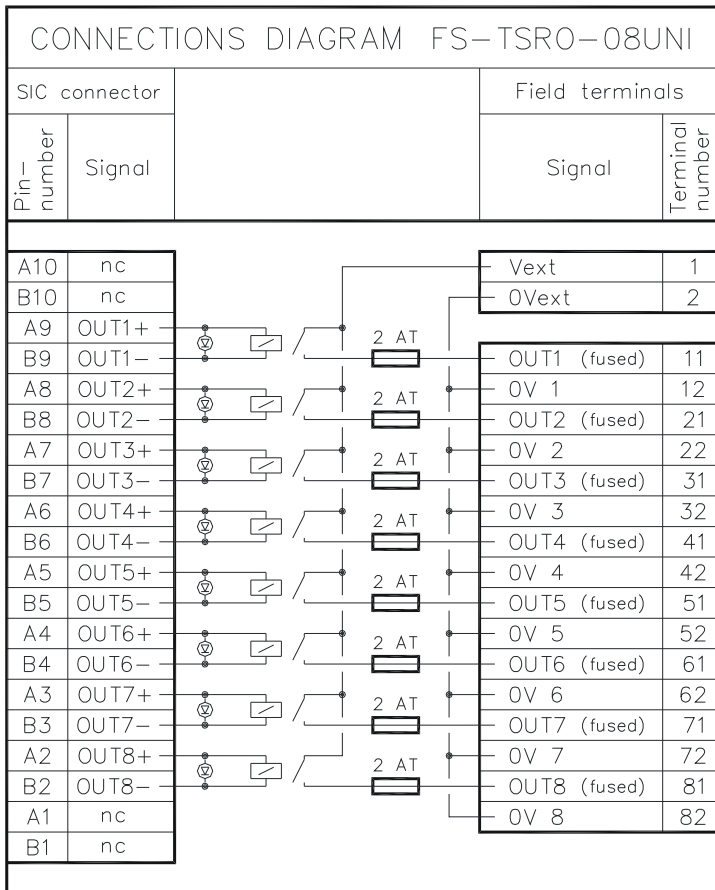 CONNECTIONS DIAGRAM FS-TSRO-08UNI
SIC connector Field terminals
Pin-number Signal Signal Terminal number
A10 nc Vext 1
B10 nc 0Vext 2
A9 OUT1+
2 AT
B9 OUT1- OUT1 (fused) 11
A8 OUT2+ 0V 1 12
2 AT
B8 OUT2- OUT2 (fused) 21
A7 OUT3+ 0V 2 22
2 AT
B7 OUT3- OUT3 (fused) 31
A6 OUT4+ 0V 3 32
2 AT
B6 OUT4- OUT4 (fused) 41
A5 OUT5+ 0V 4 42
2 AT
B5 OUT5- OUT5 (fused) 51
A4 OUT6+ 0V 5 52
2 AT
B4 OUT6- OUT6 (fused) 61
A3 OUT7+ 0V 6 62
2 AT
B3 OUT7- OUT7 (fused) 71
A2 OUT8+ 0V 7 72
2 AT
B2 OUT8- OUT8 (fused) 81
A1 nc 0V 8 82
B1 nc